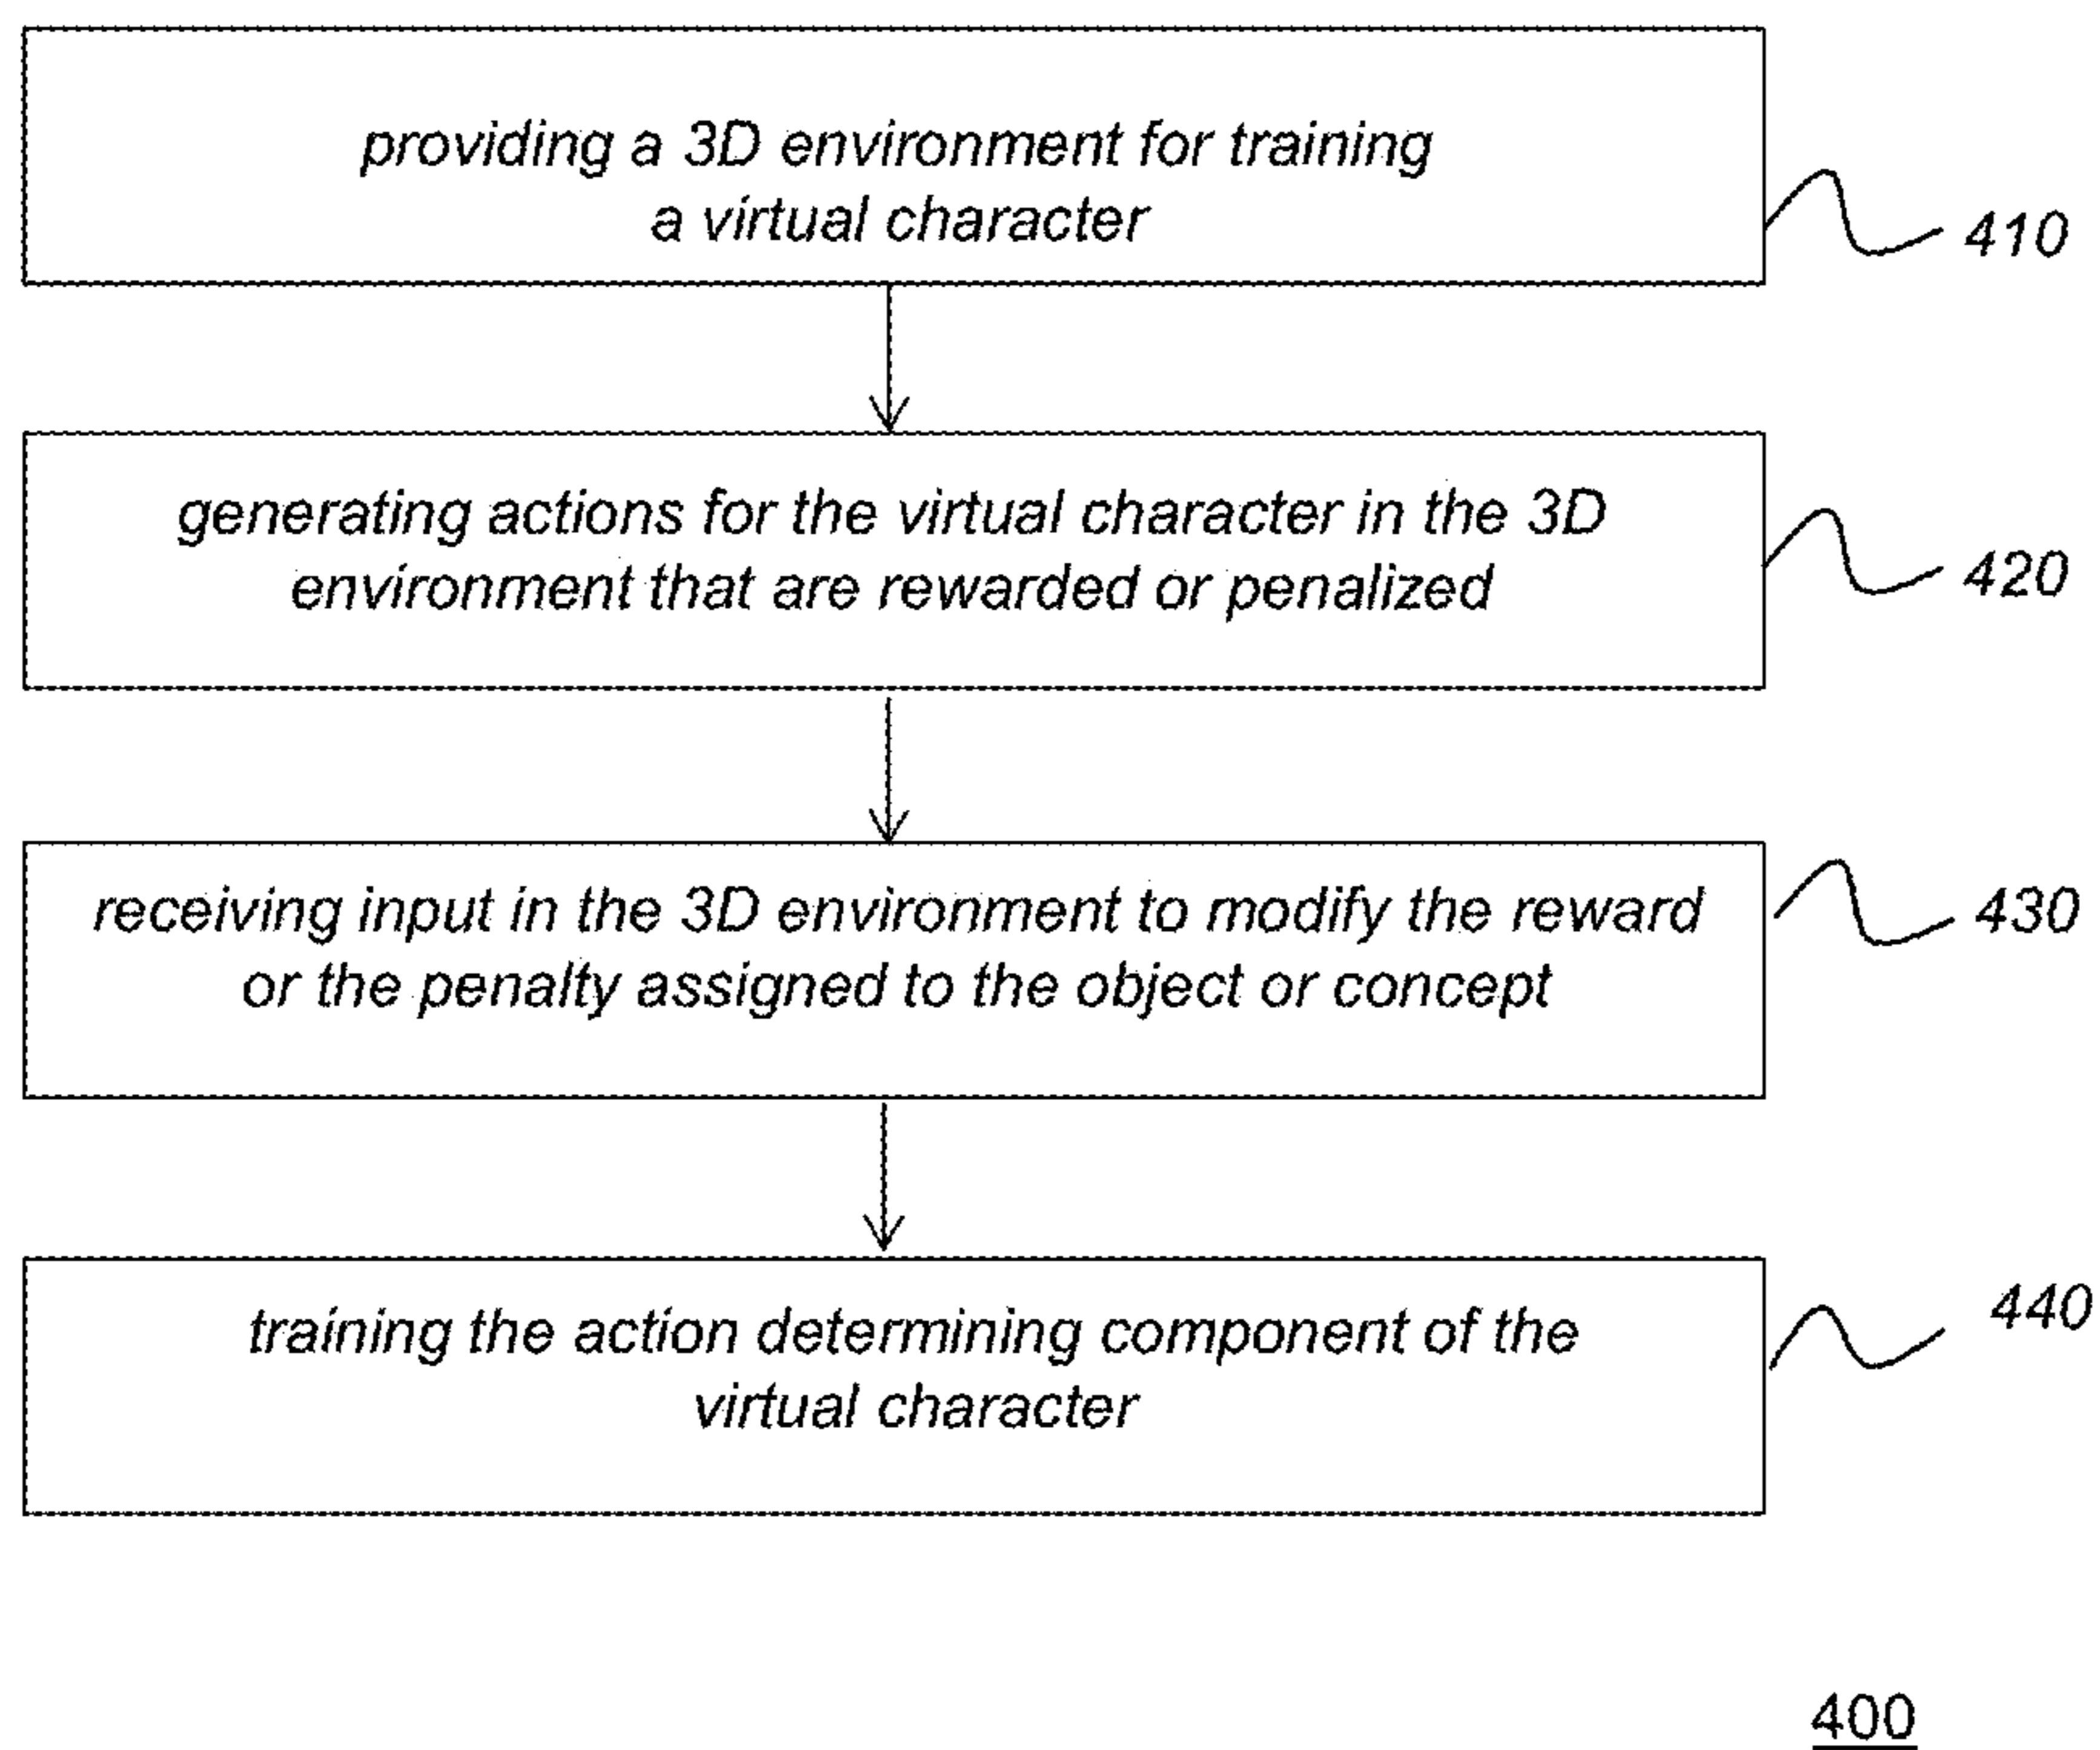 providing a 3D environment for training
a virtual character
410
generating actions for the virtual character in the 3D
environment that are rewarded or penalized
420
receiving input in the 3D environment to modify the reward
or the penalty assigned to the object or concept
430
training the action determining component of the
virtual character
440
400